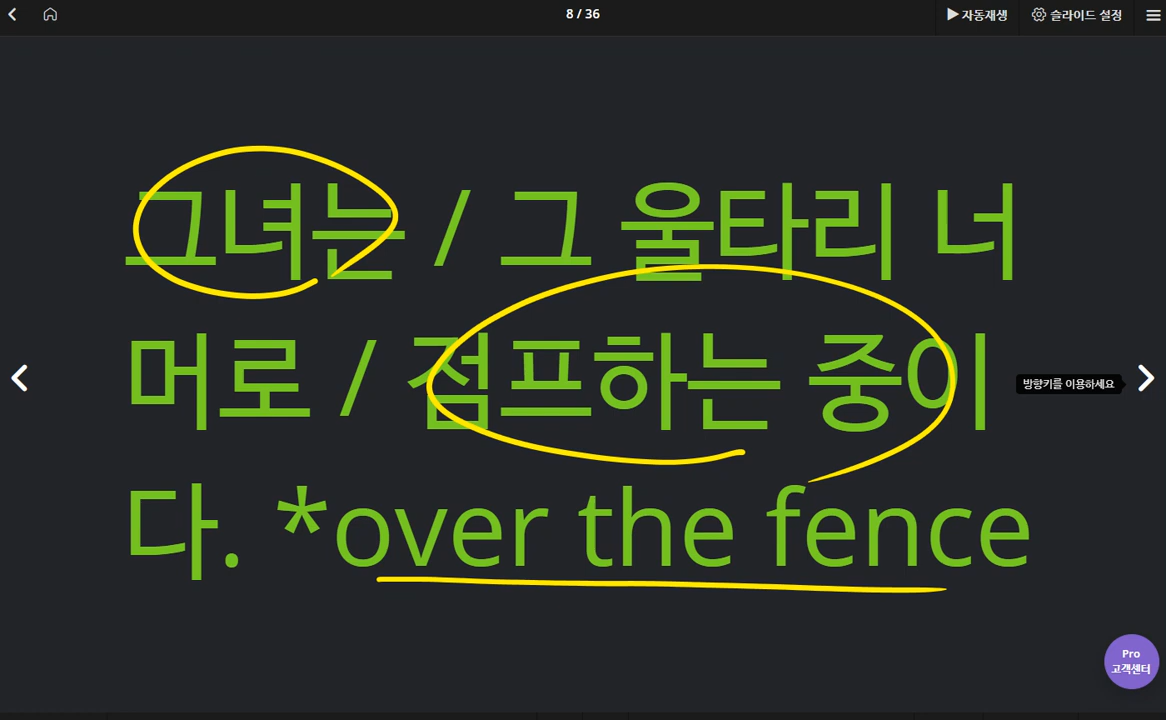 8 / 36
▶ 자동재생
슬라이드 설정
그녀는 / 그 울타리 너
머로 / 점프하는 중이
방향키를 이용하세요
다. *over the fence
Pro
고객센터